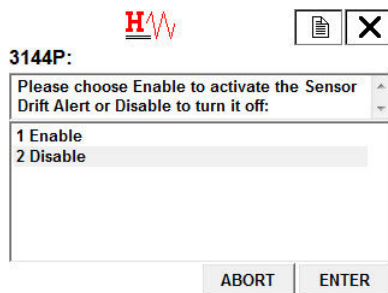 H
3144P:
Please choose Enable to activate the Sensor
Drift Alert or Disable to turn it off:
1 Enable
2 Disable
ABORT ENTER